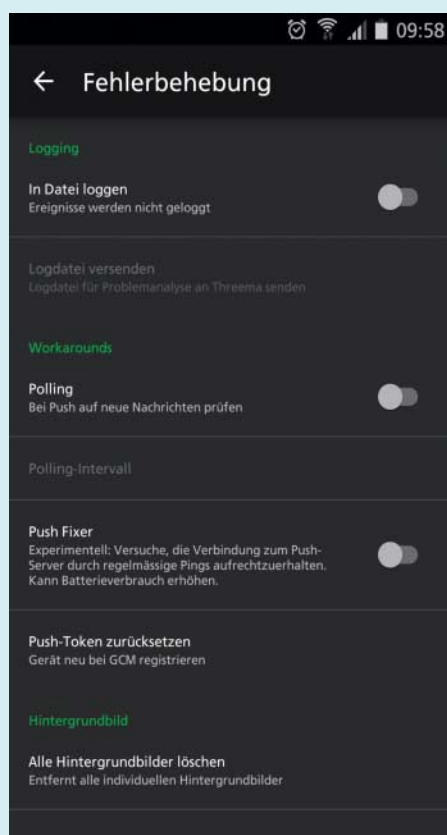 09:58
Fehlerbehebung
Logging
In Datei loggen
Ereignisse werden nicht geloggt
Logdatei versenden
Logdatei für Problemanalyse an Threema senden
Workarounds
Polling
Bei Push auf neue Nachrichten prüfen
Polling-Intervall
Push Fixer
Experimentell: Versuche, die Verbindung zum Push-
Server durch regelmässige Pings aufrechtzuerhalten.
Kann Batterieverbrauch erhöhen.
Push-Token zurücksetzen
Gerät neu bei GCM registrieren
Hintergrundbild
Alle Hintergrundbilder löschen
Entfernt alle individuellen Hintergrundbilder